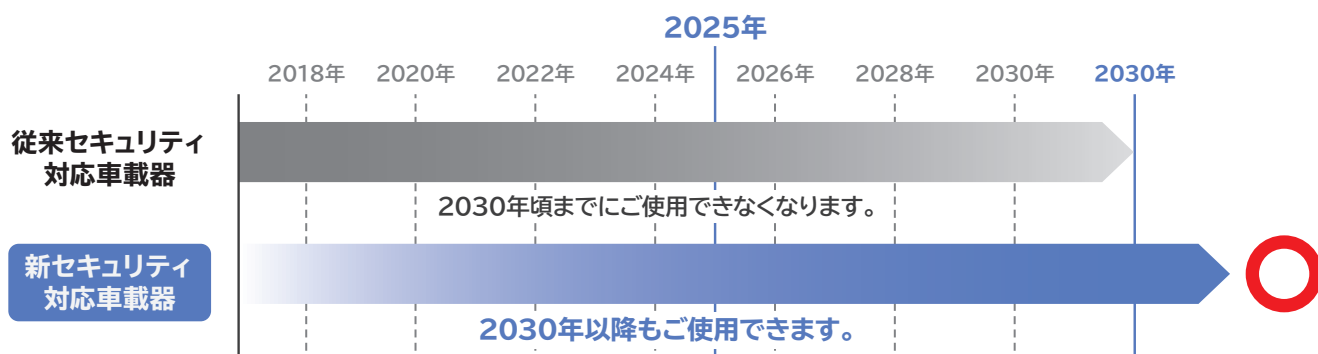 2025年
2018年 2020年 2022年 2024年 2026年 2028年 2030年 2030年
従来セキュリティ
対応車載器
2030年頃までにご使用できなくなります。
新セキュリティ
対応車載器
2030年以降もご使用できます。